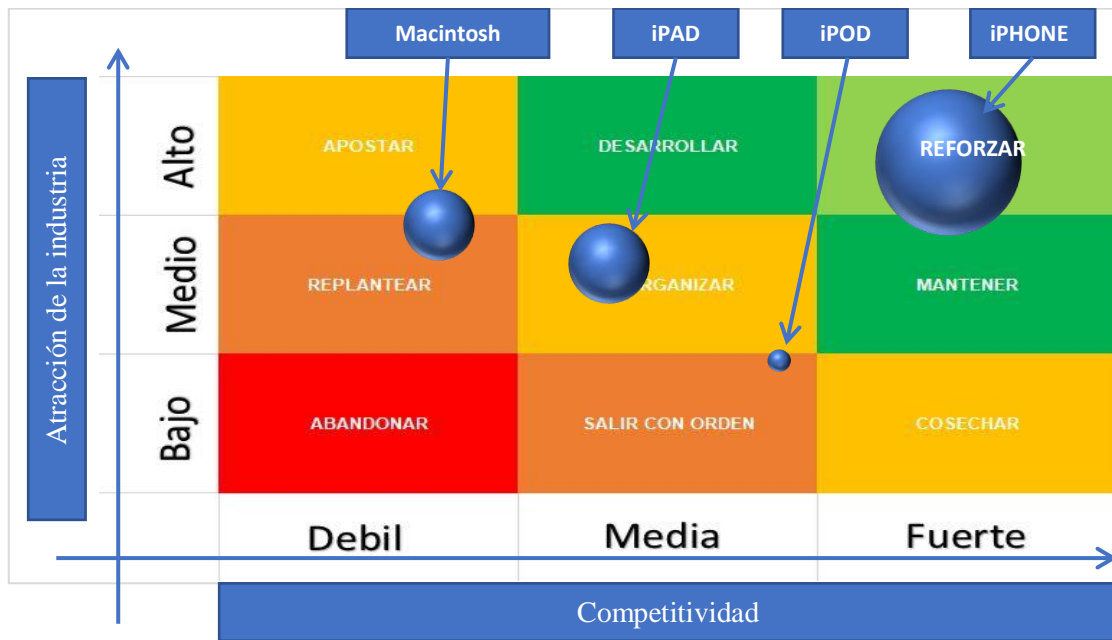 Macintosh
iPAD
iPOD
iPHONE
Atracción de la industria
Alto
APOSTAR
DESARROLLAR
REFORZAR
Medio
REPLANTEAR
RGANIZAR
MANTENER
Bajo
ABANDONAR
SALIR CON ORDEN
COSECHAR
Debil
Media
Fuerte
Competitividad